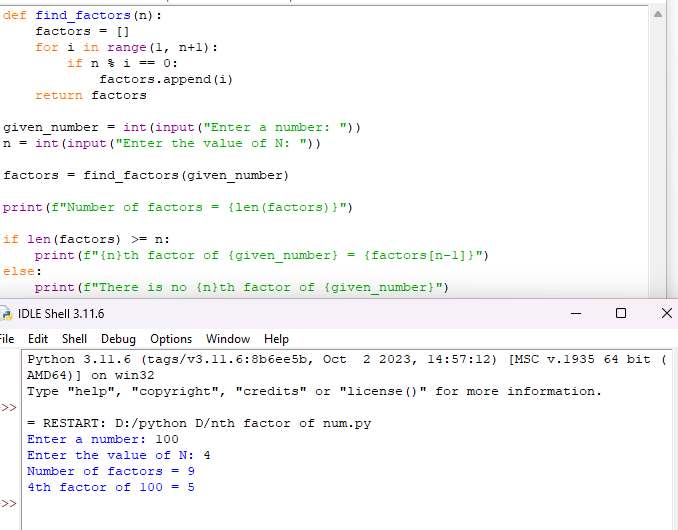 def find_factors(n):
    factors = []
    for i in range(1, n+1):
        if n % i == 0:
            factors.append(i)
    return factors

given_number = int(input("Enter a number: "))
n = int(input("Enter the value of N: "))

factors = find_factors(given_number)

print(f"Number of factors = {len(factors)}")

if len(factors) >= n:
    print(f"{n}th factor of {given_number} = {factors[n-1]}")
else:
    print(f"There is no {n}th factor of {given_number}")
IDLE Shell 3.11.6
File Edit Shell Debug Options Window Help
Python 3.11.6 (tags/v3.11.6:8b6ee5b, Oct  2 2023, 14:57:12) [MSC v.1935 64 bit (
AMD64)] on win32
Type "help", "copyright", "credits" or "license()" for more information.
>>
= RESTART: D:/python D/nth factor of num.py
Enter a number: 100
Enter the value of N: 4
Number of factors = 9
4th factor of 100 = 5
>>